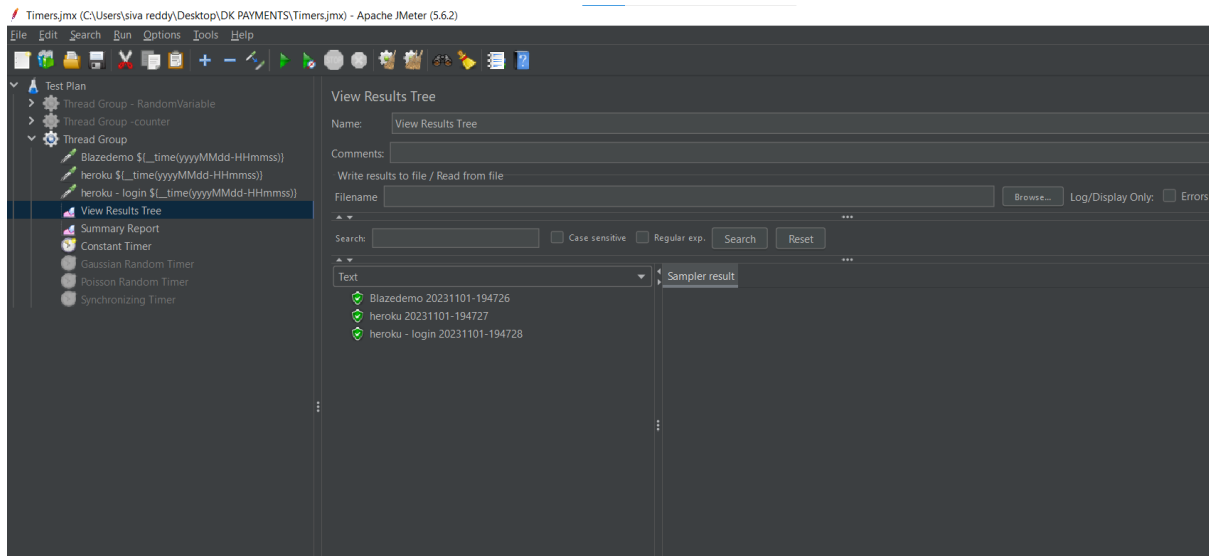 Timers.jmx (C:\Users\siva reddy\Desktop\DK PAYMENTS\Timers.jmx) - Apache JMeter (5.6.2)
File Edit Search Run Options Tools Help
Test Plan
Thread Group - RandomVariable
Thread Group -counter
Thread Group
Blazedemo ${__time(yyyyMMdd-HHmmss)}
heroku ${__time(yyyyMMdd-HHmmss)}
heroku - login ${__time(yyyyMMdd-HHmmss)}
View Results Tree
Summary Report
Constant Timer
Gaussian Random Timer
Poisson Random Timer
Synchronizing Timer
View Results Tree
Name: View Results Tree
Comments:
Write results to file / Read from file
Filename Browse... Log/Display Only: Errors
Search: Case sensitive Regular exp. Search Reset
Text
Sampler result
Blazedemo 20231101-194726
heroku 20231101-194727
heroku - login 20231101-194728